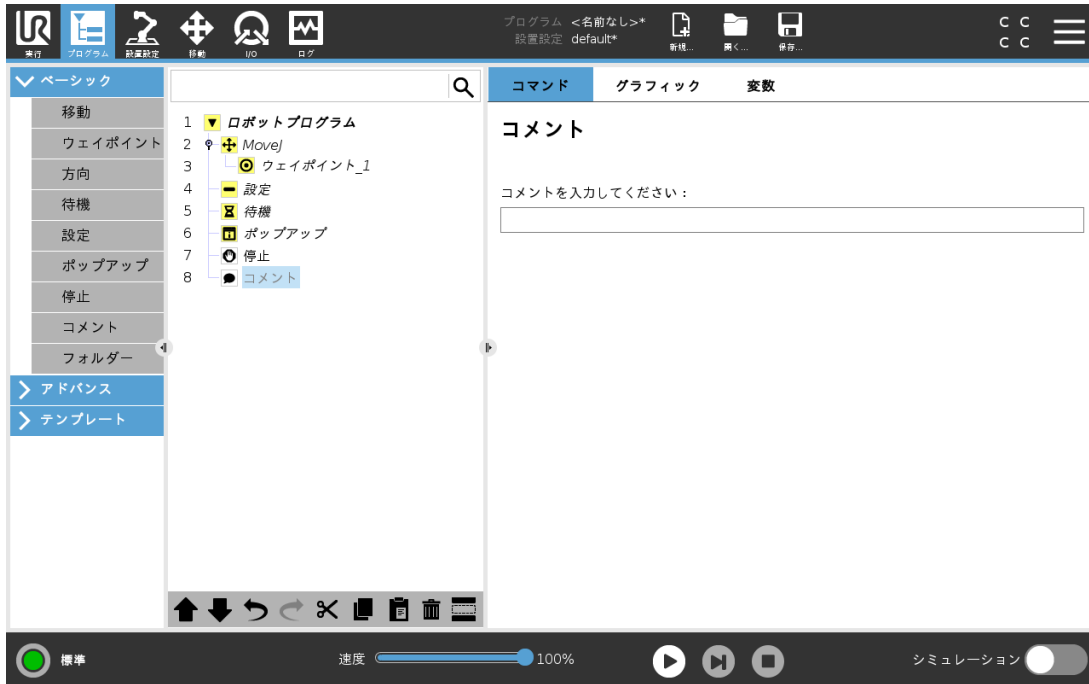 UR
実行
プログラム
設置設定
移動
I/O
ログ
プログラム <名前なし>*
設置設定 default*
新規...
開く...
保存...
C C
C C
ベーシック
移動
ウェイポイント
方向
待機
設定
ポップアップ
停止
コメント
フォルダー
アドバンス
テンプレート
1 ロボットプログラム
2 MoveJ
3 ウェイポイント_1
4 設定
5 待機
6 ポップアップ
7 停止
8 コメント
コマンド グラフィック 変数
コメント
コメントを入力してください：
標準
速度 100%
シミュレーション